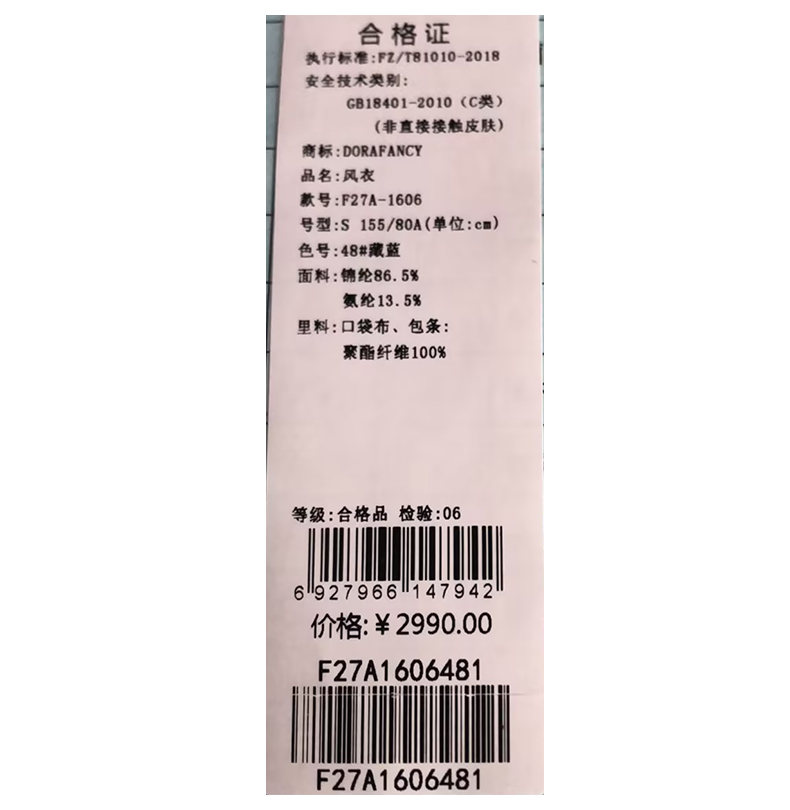 合格证
执行标准:FZ/T81010-2018
安全技术类别:
GB18401-2010（C类）
(非直接接触皮肤)
商标:DORAFANCY
品名:风衣
款号:F27A-1606
号型:S 155/80A(单位:cm)
色号:48#藏蓝
面料:锦纶86.5%
氨纶13.5%
里料:口袋布、包条:
聚酯纤维100%
等级:合格品 检验:06
6 927966 147942
价格:￥2990.00
F27A1606481
F27A1606481